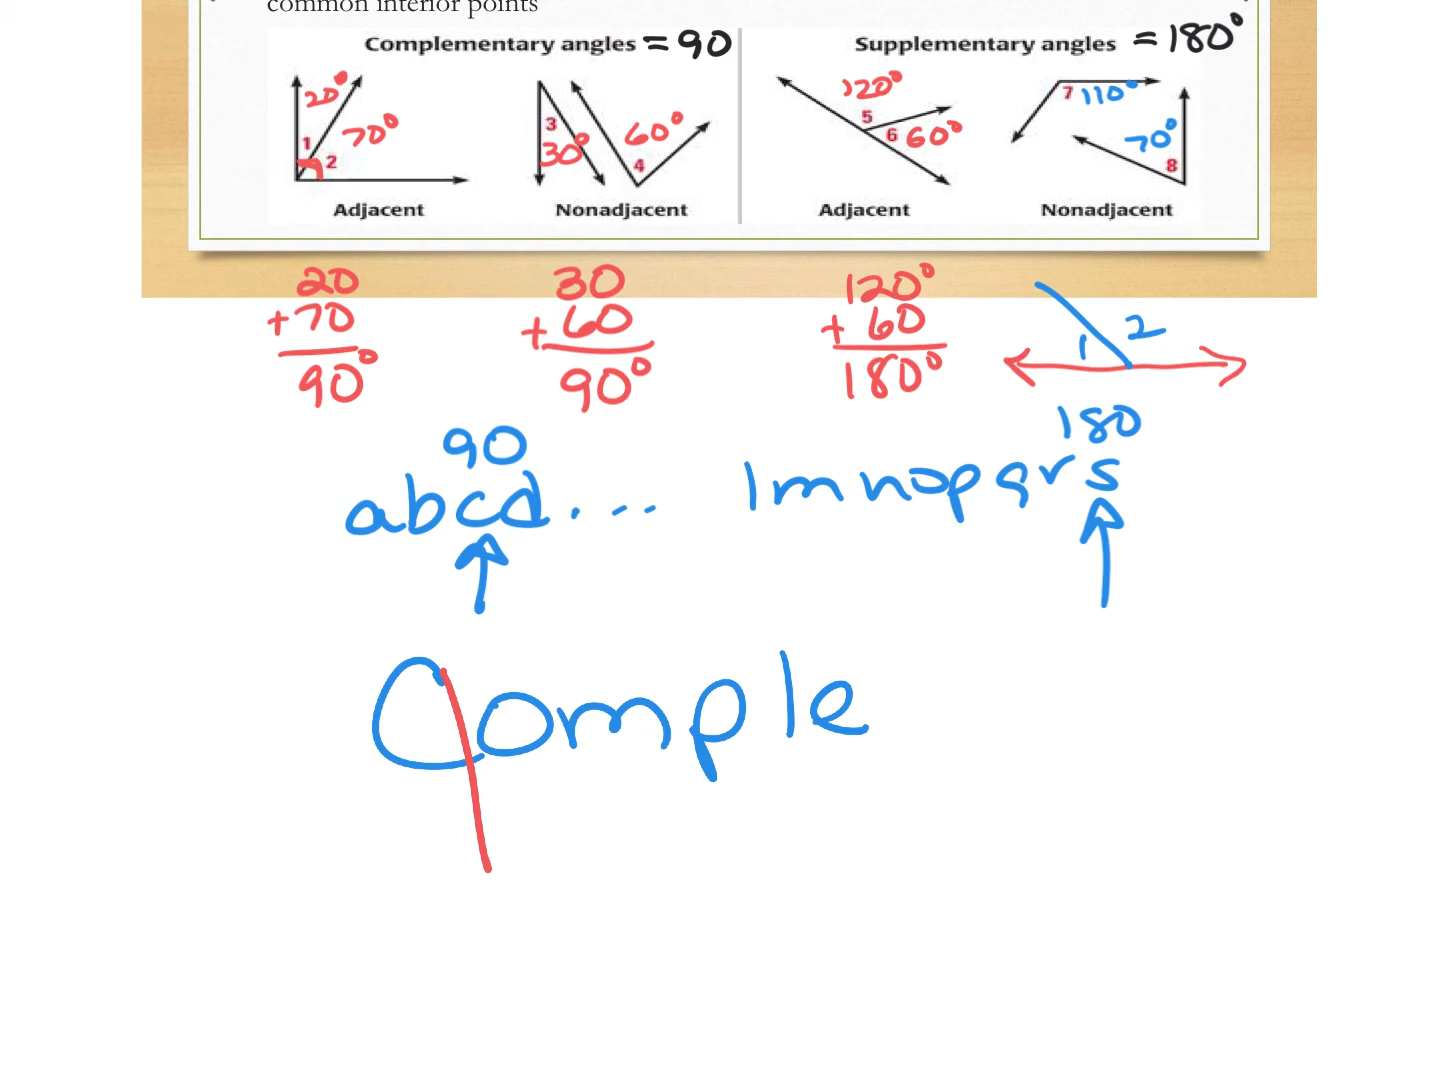 common interior points
Complementary angles = 90
Supplementary angles = 180°
20°
70°
1
2
Adjacent
3
30°
60°
4
Nonadjacent
120°
5
6 60°
Adjacent
7 110°
70°
8
Nonadjacent
20
+70
90°
30
+60
90°
120°
+60
180°
1 2
90
abcd...
180
lmnopqrs
Comple